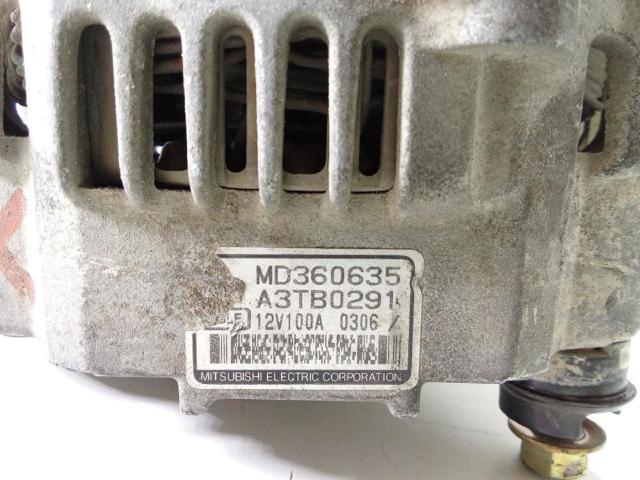 MD360635
A3TB0291
12V100A 0306
MITSUBISHI ELECTRIC CORPORATION